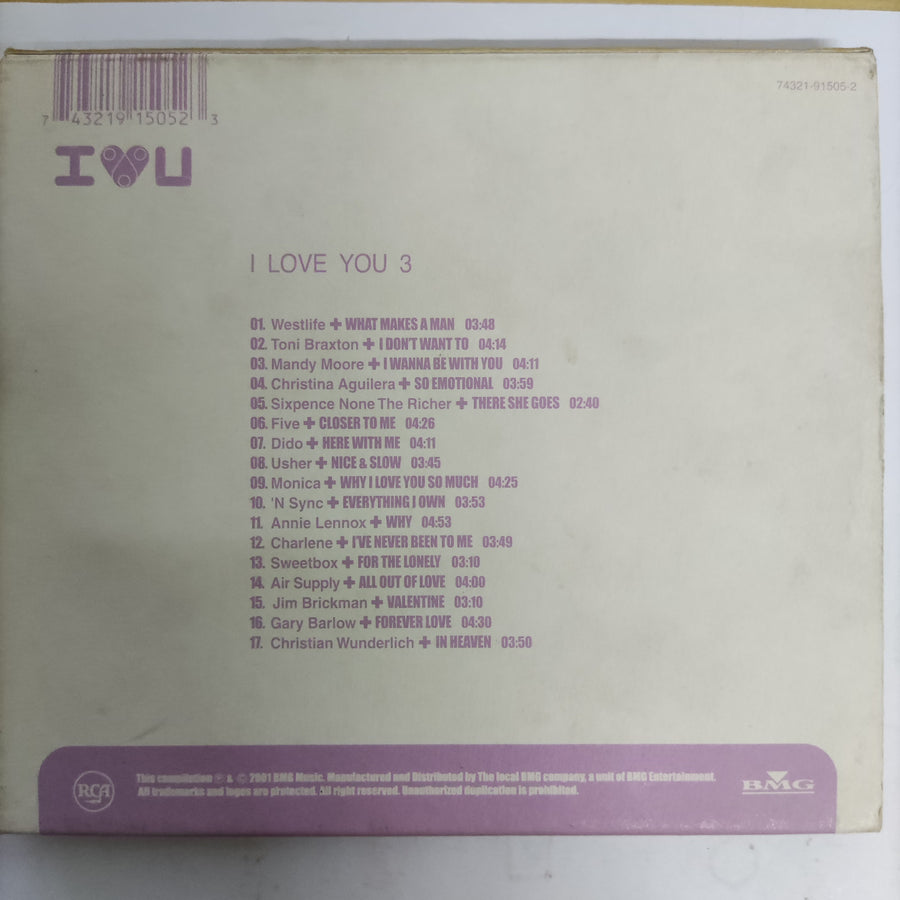 74321-91505-2
7 43219 15052 3
I U
I LOVE YOU 3
01. Westlife + WHAT MAKES A MAN 03:48
02. Toni Braxton + I DON'T WANT TO 04:14
03. Mandy Moore + I WANNA BE WITH YOU 04:11
04. Christina Aguilera + SO EMOTIONAL 03:59
05. Sixpence None The Richer + THERE SHE GOES 02:40
06. Five + CLOSER TO ME 04:26
07. Dido + HERE WITH ME 04:11
08. Usher + NICE & SLOW 03:45
09. Monica + WHY I LOVE YOU SO MUCH 04:25
10. 'N Sync + EVERYTHING I OWN 03:53
11. Annie Lennox + WHY 04:53
12. Charlene + I'VE NEVER BEEN TO ME 03:49
13. Sweetbox + FOR THE LONELY 03:10
14. Air Supply + ALL OUT OF LOVE 04:00
15. Jim Brickman + VALENTINE 03:10
16. Gary Barlow + FOREVER LOVE 04:30
17. Christian Wunderlich + IN HEAVEN 03:50
RCA
This compilation ℗ & © 2001 BMG Music. Manufactured and Distributed by The local BMG company, a unit of BMG Entertainment.
All trademarks and logos are protected. All right reserved. Unauthorized duplication is prohibited.
BMG